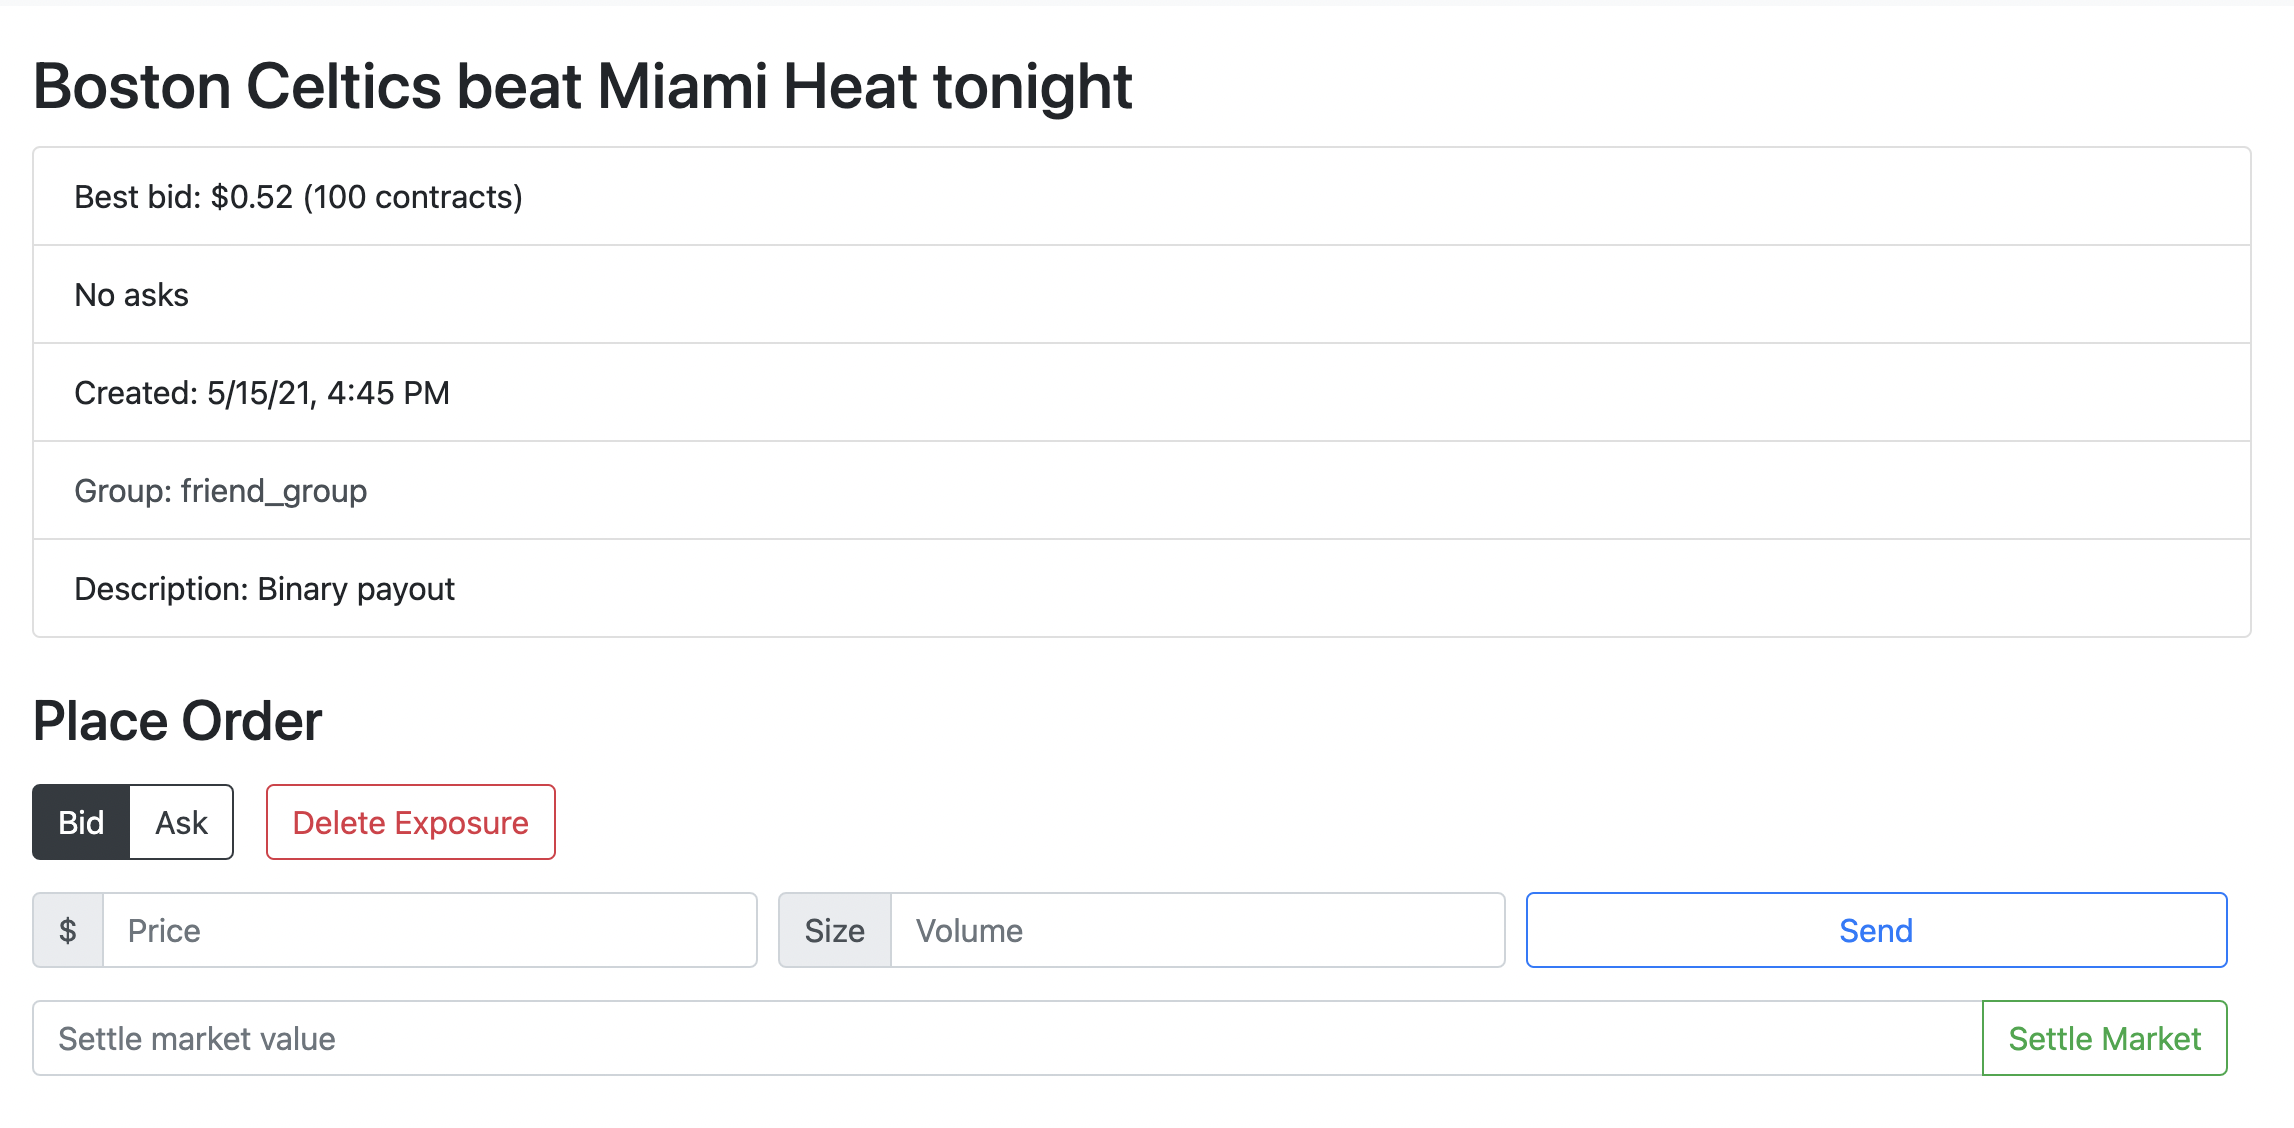 Boston Celtics beat Miami Heat tonight
Best bid: $0.52 (100 contracts)
No asks
Created: 5/15/21, 4:45 PM
Group: friend_group
Description: Binary payout
Place Order
Bid Ask Delete Exposure
$ Price Size Volume Send
Settle market value Settle Market